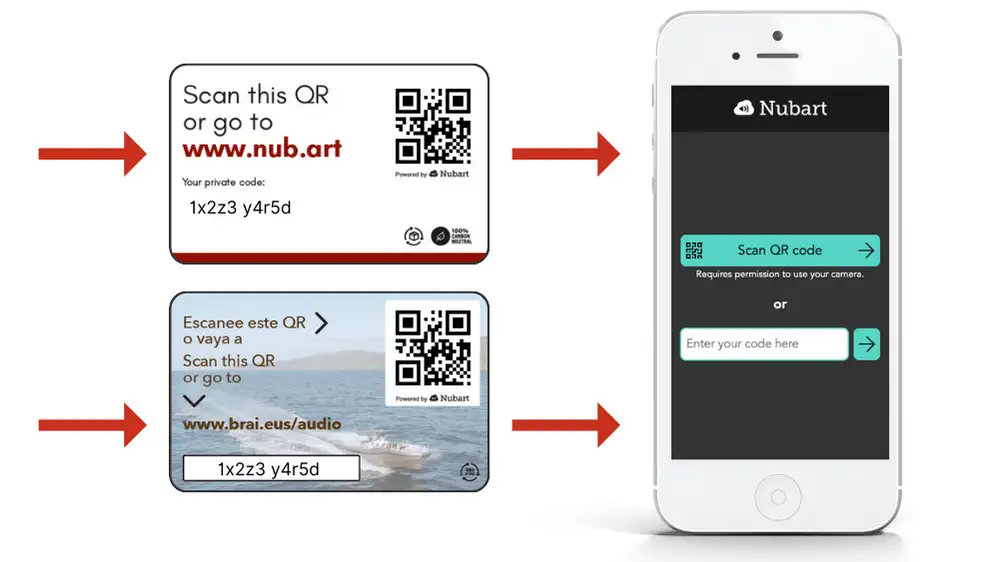 Scan this QR
or go to
www.nub.art
Your private code:
1x2z3 y4r5d
Powered by Nubart
100%
CARBON
NEUTRAL
Escanee este QR
o vaya a
Scan this QR
or go to
www.brai.eus/audio
1x2z3 y4r5d
Powered by Nubart
Nubart
Scan QR code
Requires permission to use your camera.
or
Enter your code here